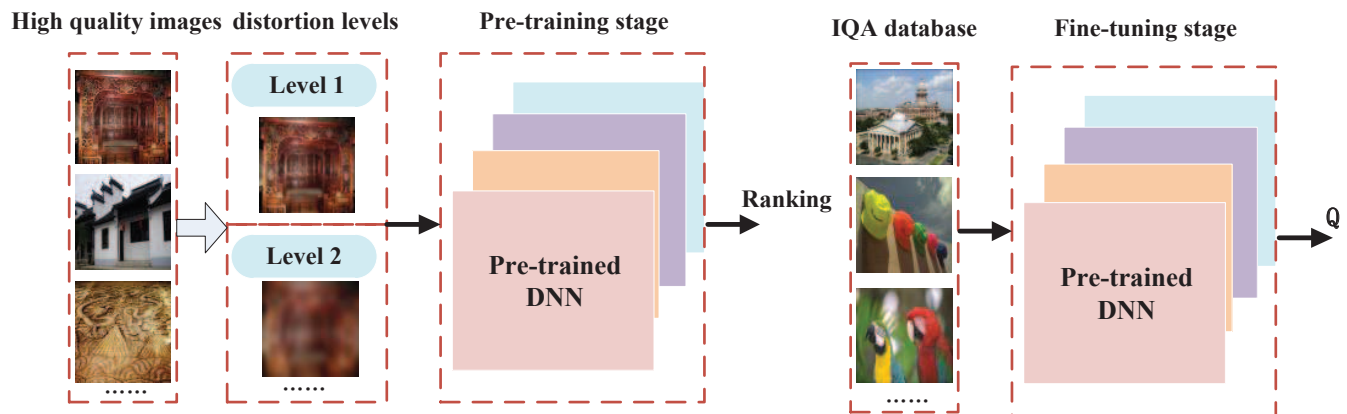 High quality images
distortion levels
Pre-training stage
IQA database
Fine-tuning stage
Level 1
Level 2
Pre-trained
DNN
Ranking
Pre-trained
DNN
Q
......
......
......